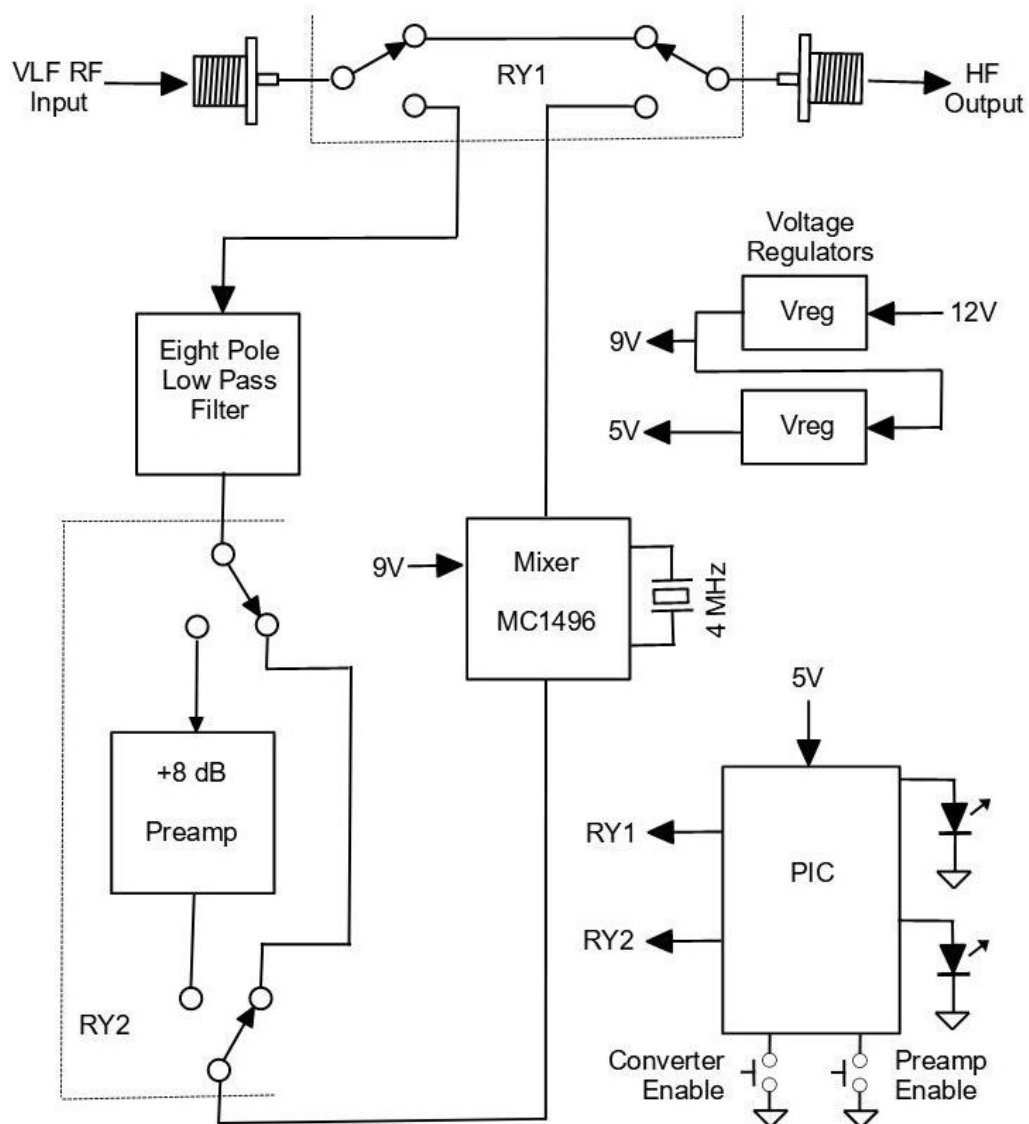 VLF RF
Input
RY1
HF
Output
Voltage
Regulators
Vreg
12V
9V
5V
Vreg
Eight Pole
Low Pass
Filter
9V
Mixer
MC1496
4 MHz
+8 dB
Preamp
RY2
5V
RY1
RY2
PIC
Converter
Enable
Preamp
Enable